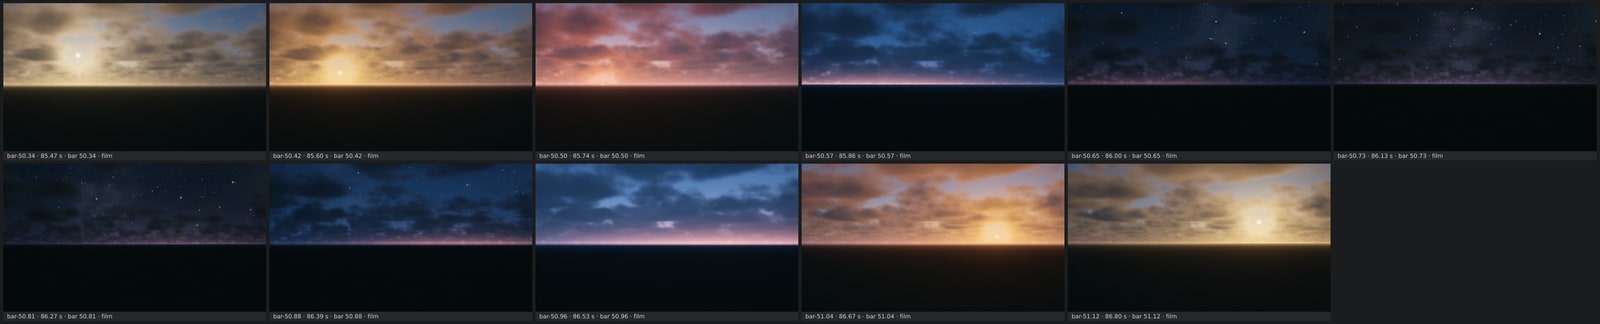 bar-50.34 · 85.47 s · bar 50.34 · film
bar-50.42 · 85.60 s · bar 50.42 · film
bar-50.50 · 85.74 s · bar 50.50 · film
bar-50.57 · 85.86 s · bar 50.57 · film
bar-50.65 · 86.00 s · bar 50.65 · film
bar-50.73 · 86.13 s · bar 50.73 · film
bar-50.81 · 86.27 s · bar 50.81 · film
bar-50.88 · 86.39 s · bar 50.88 · film
bar-50.96 · 86.53 s · bar 50.96 · film
bar-51.04 · 86.67 s · bar 51.04 · film
bar-51.12 · 86.80 s · bar 51.12 · film